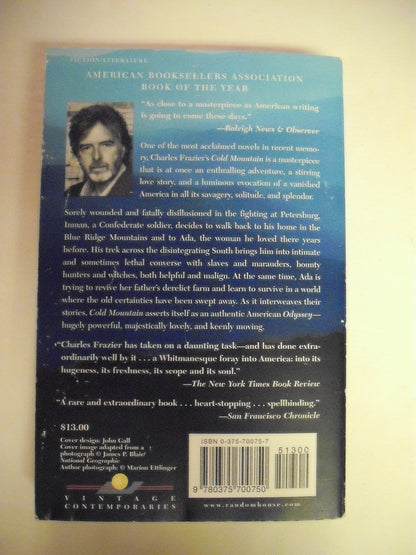 FICTION/LITERATURE
AMERICAN BOOKSELLERS ASSOCIATION
BOOK OF THE YEAR
"As close to a masterpiece as American writing
is going to come these days."
—Raleigh News & Observer
One of the most acclaimed novels in recent memo-
ry, Charles Frazier's Cold Mountain is a masterpiece
that is at once an enthralling adventure, a stirring
love story, and a luminous evocation of a vanished
America in all its savagery, solitude, and splendor.
Sorely wounded and fatally disillusioned in the fighting at Petersburg,
Inman, a Confederate soldier, decides to walk back to his home in the
Blue Ridge Mountains and to Ada, the woman he loved there years
before. His trek across the disintegrating South brings him into intimate
and sometimes lethal converse with slaves and marauders, bounty
hunters and witches, both helpful and malign. At the same time, Ada is
trying to revive her father's derelict farm and learn to survive in a world
where the old certainties have been swept away. As it interweaves their
stories, Cold Mountain asserts itself as an authentic American Odyssey—
hugely powerful, majestically lovely, and keenly moving.
"Charles Frazier has taken on a daunting task—and has done extra-
ordinarily well by it . . . a Whitmanesque foray into America: into its
hugeness, its freshness, its scope and its soul."
—The New York Times Book Review
"A rare and extraordinary book . . . heart-stopping . . . spellbinding."
—San Francisco Chronicle
$13.00
Cover design: John Gall
Cover image adapted from a
photograph © James P. Blair/
National Geographic
Author photograph: © Marion Ettlinger
VINTAGE
CONTEMPORARIES
ISBN 0-375-70075-7
51300
9 780375 700750
www.randomhouse.com